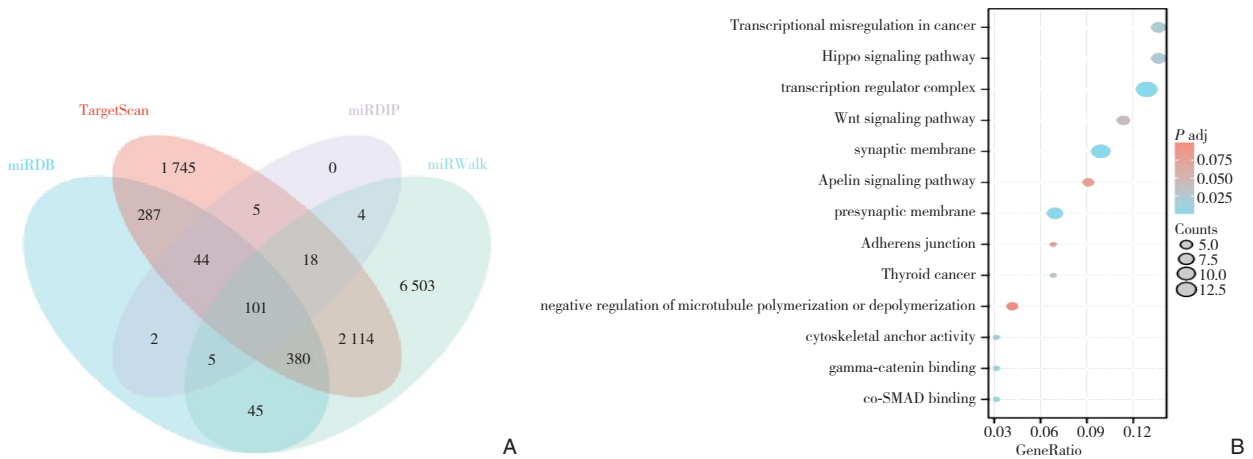 TargetScan
miRDIP
miRDB
miRWalk
1 745
0
287
5
4
44
18
6 503
101
2
5
380
2 114
45
A
Transcriptional misregulation in cancer
Hippo signaling pathway
transcription regulator complex
Wnt signaling pathway
synaptic membrane
Apelin signaling pathway
presynaptic membrane
Adherens junction
Thyroid cancer
negative regulation of microtubule polymerization or depolymerization
cytoskeletal anchor activity
gamma-catenin binding
co-SMAD binding
0.03 0.06 0.09 0.12
GeneRatio
P adj
0.075
0.050
0.025
Counts
5.0
7.5
10.0
12.5
B